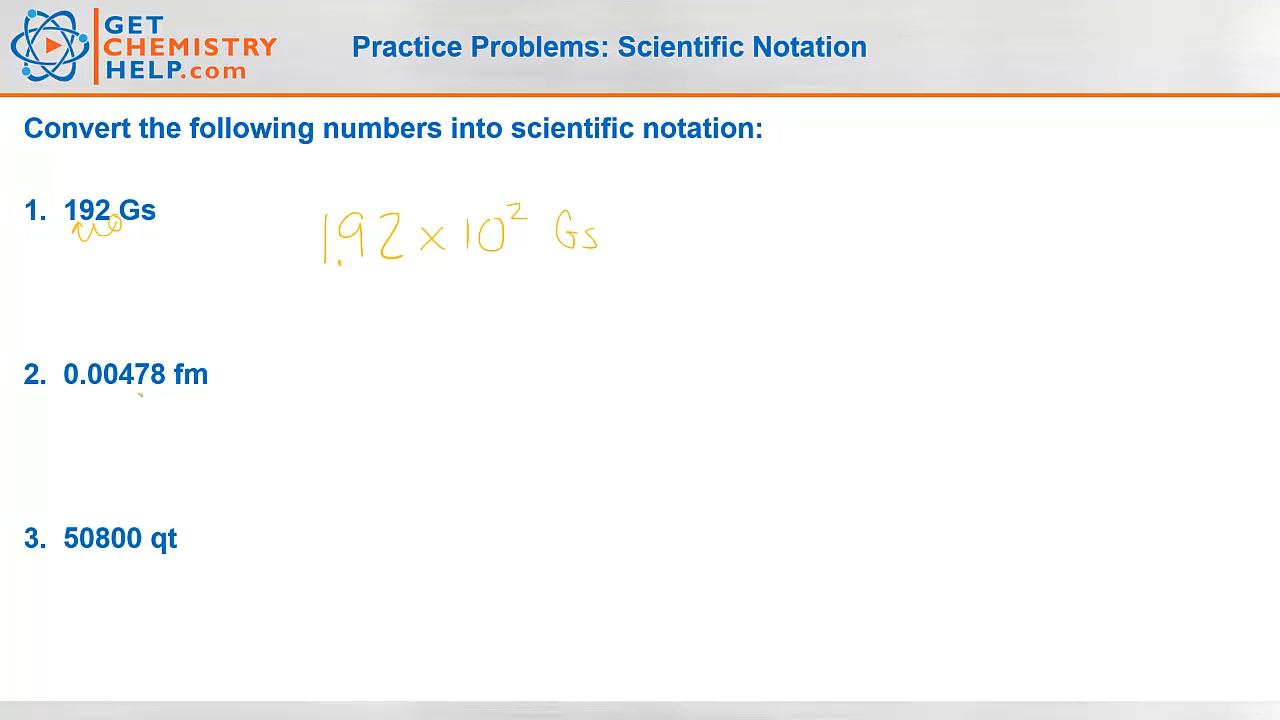 GET
CHEMISTRY
HELP.com
Practice Problems: Scientific Notation
Convert the following numbers into scientific notation:
1. 192 Gs
1.92 × 10² Gs
2. 0.00478 fm
3. 50800 qt